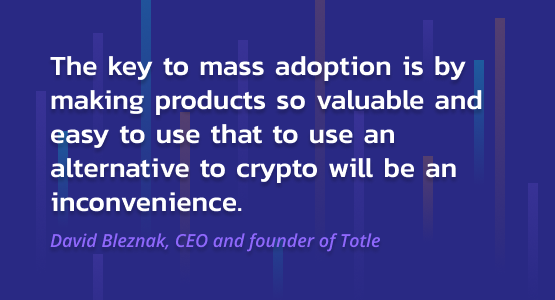 The key to mass adoption is by
making products so valuable and
easy to use that to use an
alternative to crypto will be an
inconvenience.
David Bleznak, CEO and founder of Totle